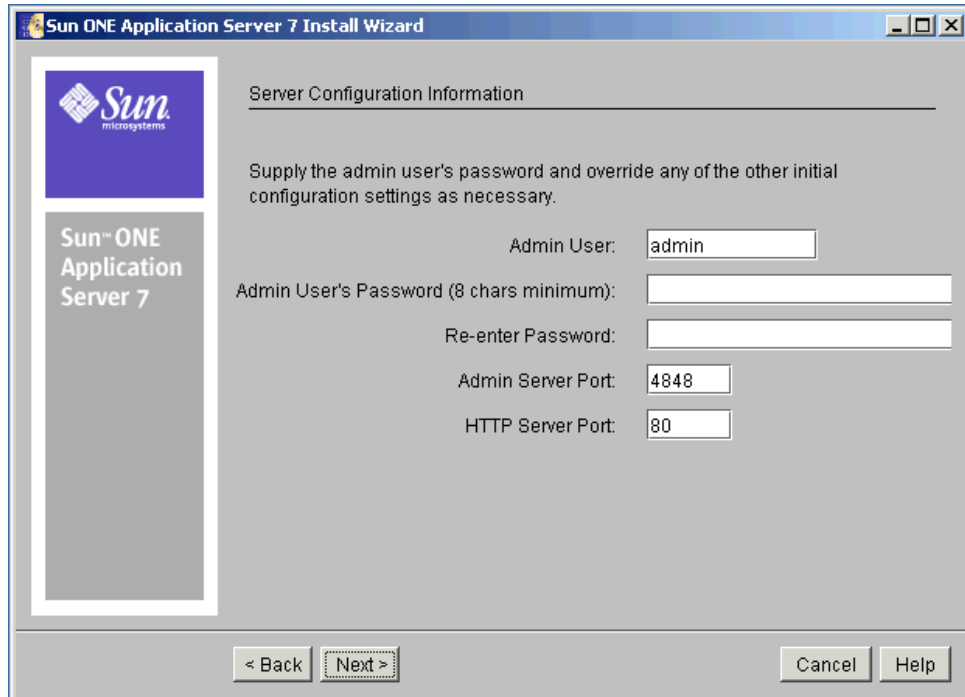 Sun ONE Application Server 7 Install Wizard
Sun
microsystems
Sun™ ONE
Application
Server 7
Server Configuration Information
Supply the admin user's password and override any of the other initial
configuration settings as necessary.
Admin User: admin
Admin User's Password (8 chars minimum):
Re-enter Password:
Admin Server Port: 4848
HTTP Server Port: 80
< Back Next > Cancel Help